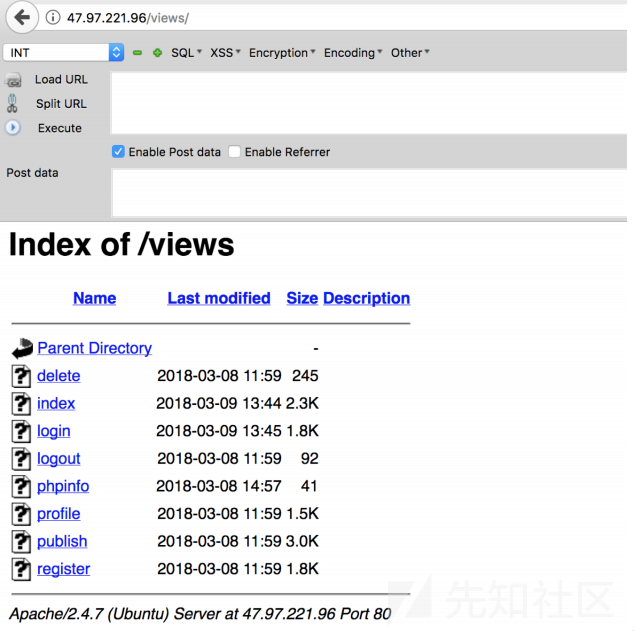 47.97.221.96/views/
INT SQL XSS Encryption Encoding Other
Load URL
Split URL
Execute
Enable Post data Enable Referrer
Post data
Index of /views
Name Last modified Size Description
Parent Directory -
delete 2018-03-08 11:59 245
index 2018-03-09 13:44 2.3K
login 2018-03-09 13:45 1.8K
logout 2018-03-08 11:59 92
phpinfo 2018-03-08 14:57 41
profile 2018-03-08 11:59 1.5K
publish 2018-03-08 11:59 3.0K
register 2018-03-08 11:59 1.8K
Apache/2.4.7 (Ubuntu) Server at 47.97.221.96 Port 80
先知社区